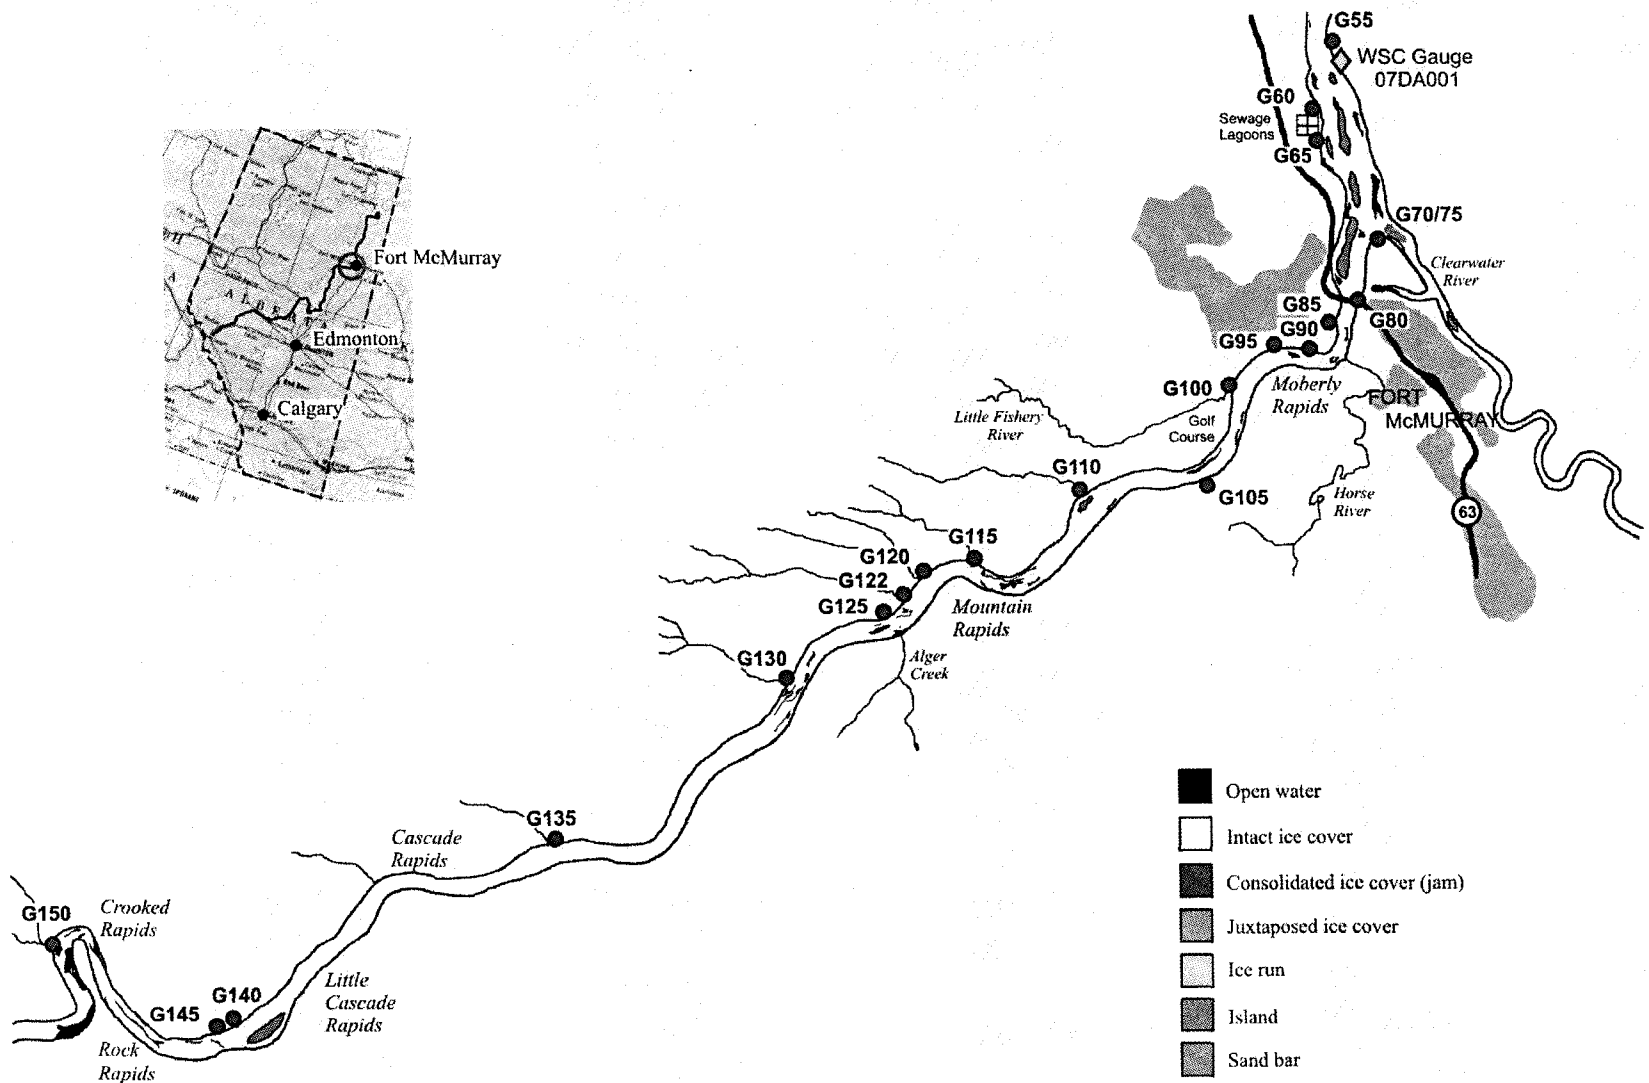 G55
WSC Gauge
07DA001
G60
Sewage
Lagoons
G65
G70/75
Clearwater
River
Fort McMurray
ALBERTA
Edmonton
Calgary
G85
G80
G90
G95
G100
Moberly
Rapids
FORT
McMURRAY
Little Fishery
River
Golf
Course
G110
G105
Horse
River
63
G115
G120
G122
G125
Mountain
Rapids
G130
Alger
Creek
G135
Cascade
Rapids
G150
Crooked
Rapids
G140
G145
Little
Cascade
Rapids
Rock
Rapids
Open water
Intact ice cover
Consolidated ice cover (jam)
Juxtaposed ice cover
Ice run
Island
Sand bar